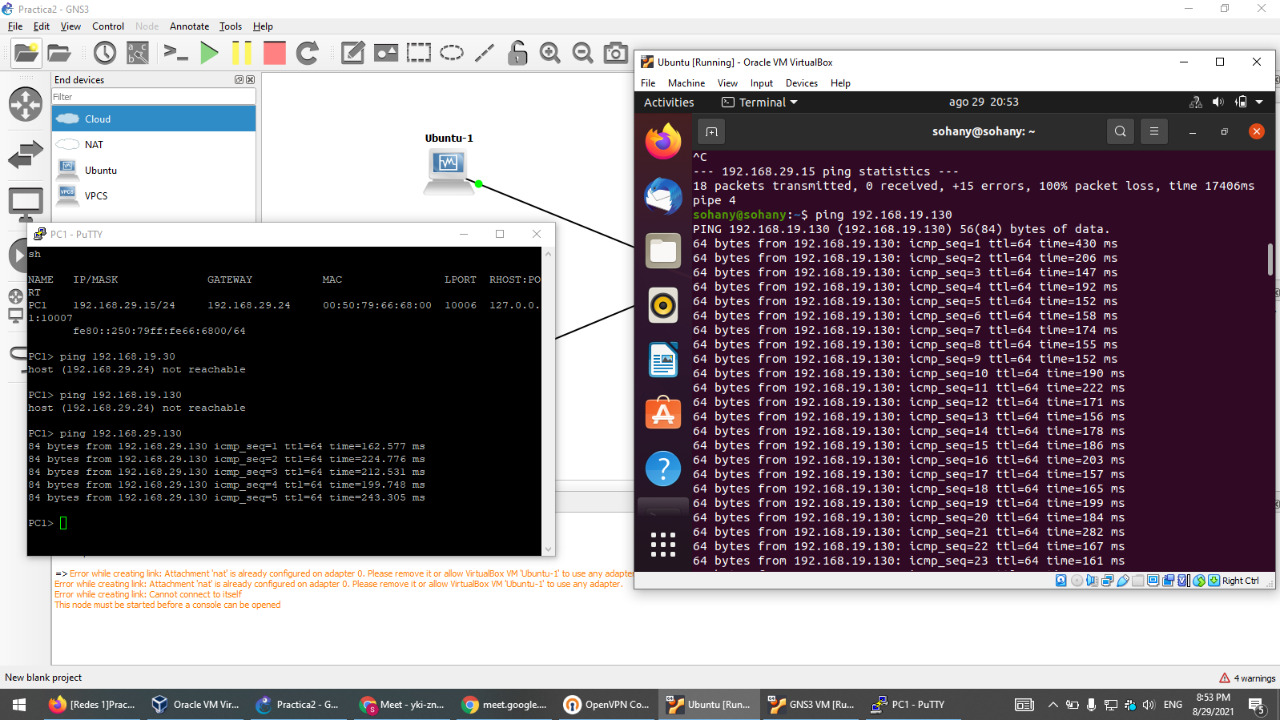 Practica2 - GNS3
File Edit View Control Node Annotate Tools Help
End devices
Filter
Cloud
NAT
Ubuntu
VPCS
Ubuntu-1
PC1 - PuTTY
sh
NAME IP/MASK GATEWAY MAC LPORT RHOST:PO
RT
PC1 192.168.29.15/24 192.168.29.24 00:50:79:66:68:00 10006 127.0.0.
1:10007
fe80::250:79ff:fe66:6800/64
PC1> ping 192.168.19.30
host (192.168.29.24) not reachable
PC1> ping 192.168.19.130
host (192.168.29.24) not reachable
PC1> ping 192.168.29.130
84 bytes from 192.168.29.130 icmp_seq=1 ttl=64 time=162.577 ms
84 bytes from 192.168.29.130 icmp_seq=2 ttl=64 time=224.776 ms
84 bytes from 192.168.29.130 icmp_seq=3 ttl=64 time=212.531 ms
84 bytes from 192.168.29.130 icmp_seq=4 ttl=64 time=199.748 ms
84 bytes from 192.168.29.130 icmp_seq=5 ttl=64 time=243.305 ms
PC1>
=> Error while creating link: Attachment 'nat' is already configured on adapter 0. Please remove it or allow VirtualBox VM 'Ubuntu-1' to use any adapte
Error while creating link: Attachment 'nat' is already configured on adapter 0. Please remove it or allow VirtualBox VM 'Ubuntu-1' to use any adapter.
Error while creating link: Cannot connect to itself
This node must be started before a console can be opened
Ubuntu [Running] - Oracle VM VirtualBox
File Machine View Input Devices Help
Activities Terminal ago 29 20:53
sohany@sohany: ~
^C
--- 192.168.29.15 ping statistics ---
18 packets transmitted, 0 received, +15 errors, 100% packet loss, time 17406ms
pipe 4
sohany@sohany:~$ ping 192.168.19.130
PING 192.168.19.130 (192.168.19.130) 56(84) bytes of data.
64 bytes from 192.168.19.130: icmp_seq=1 ttl=64 time=430 ms
64 bytes from 192.168.19.130: icmp_seq=2 ttl=64 time=206 ms
64 bytes from 192.168.19.130: icmp_seq=3 ttl=64 time=147 ms
64 bytes from 192.168.19.130: icmp_seq=4 ttl=64 time=192 ms
64 bytes from 192.168.19.130: icmp_seq=5 ttl=64 time=152 ms
64 bytes from 192.168.19.130: icmp_seq=6 ttl=64 time=158 ms
64 bytes from 192.168.19.130: icmp_seq=7 ttl=64 time=174 ms
64 bytes from 192.168.19.130: icmp_seq=8 ttl=64 time=155 ms
64 bytes from 192.168.19.130: icmp_seq=9 ttl=64 time=152 ms
64 bytes from 192.168.19.130: icmp_seq=10 ttl=64 time=190 ms
64 bytes from 192.168.19.130: icmp_seq=11 ttl=64 time=222 ms
64 bytes from 192.168.19.130: icmp_seq=12 ttl=64 time=171 ms
64 bytes from 192.168.19.130: icmp_seq=13 ttl=64 time=156 ms
64 bytes from 192.168.19.130: icmp_seq=14 ttl=64 time=178 ms
64 bytes from 192.168.19.130: icmp_seq=15 ttl=64 time=186 ms
64 bytes from 192.168.19.130: icmp_seq=16 ttl=64 time=203 ms
64 bytes from 192.168.19.130: icmp_seq=17 ttl=64 time=157 ms
64 bytes from 192.168.19.130: icmp_seq=18 ttl=64 time=165 ms
64 bytes from 192.168.19.130: icmp_seq=19 ttl=64 time=199 ms
64 bytes from 192.168.19.130: icmp_seq=20 ttl=64 time=184 ms
64 bytes from 192.168.19.130: icmp_seq=21 ttl=64 time=282 ms
64 bytes from 192.168.19.130: icmp_seq=22 ttl=64 time=167 ms
64 bytes from 192.168.19.130: icmp_seq=23 ttl=64 time=161 ms
Right Ctrl
New blank project
4 warnings
[Redes 1]Prac... Oracle VM Vir... Practica2 - G... Meet - yki-zn... meet.google.... OpenVPN Co... Ubuntu [Run... GNS3 VM [Ru... PC1 - PuTTY
ENG
8:53 PM
8/29/2021
5